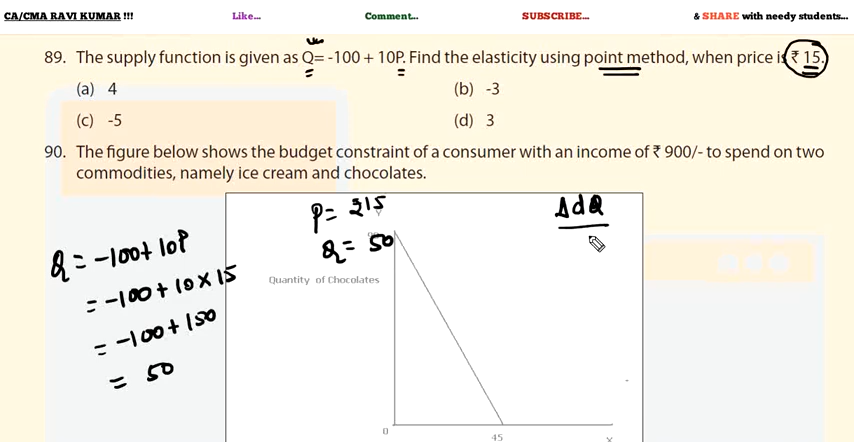 CA/CMA RAVI KUMAR !!! Like... Comment... SUBSCRIBE... & SHARE with needy students...
89. The supply function is given as Q= -100 + 10P. Find the elasticity using point method, when price is ₹ 15.
(a) 4 (b) -3
(c) -5 (d) 3
90. The figure below shows the budget constraint of a consumer with an income of ₹ 900/- to spend on two
commodities, namely ice cream and chocolates.
P = ₹15
Q = 50
ΔdQ
Q = -100 + 10P
= -100 + 10 × 15
= -100 + 150
= 50
Quantity of Chocolates
0
45
X